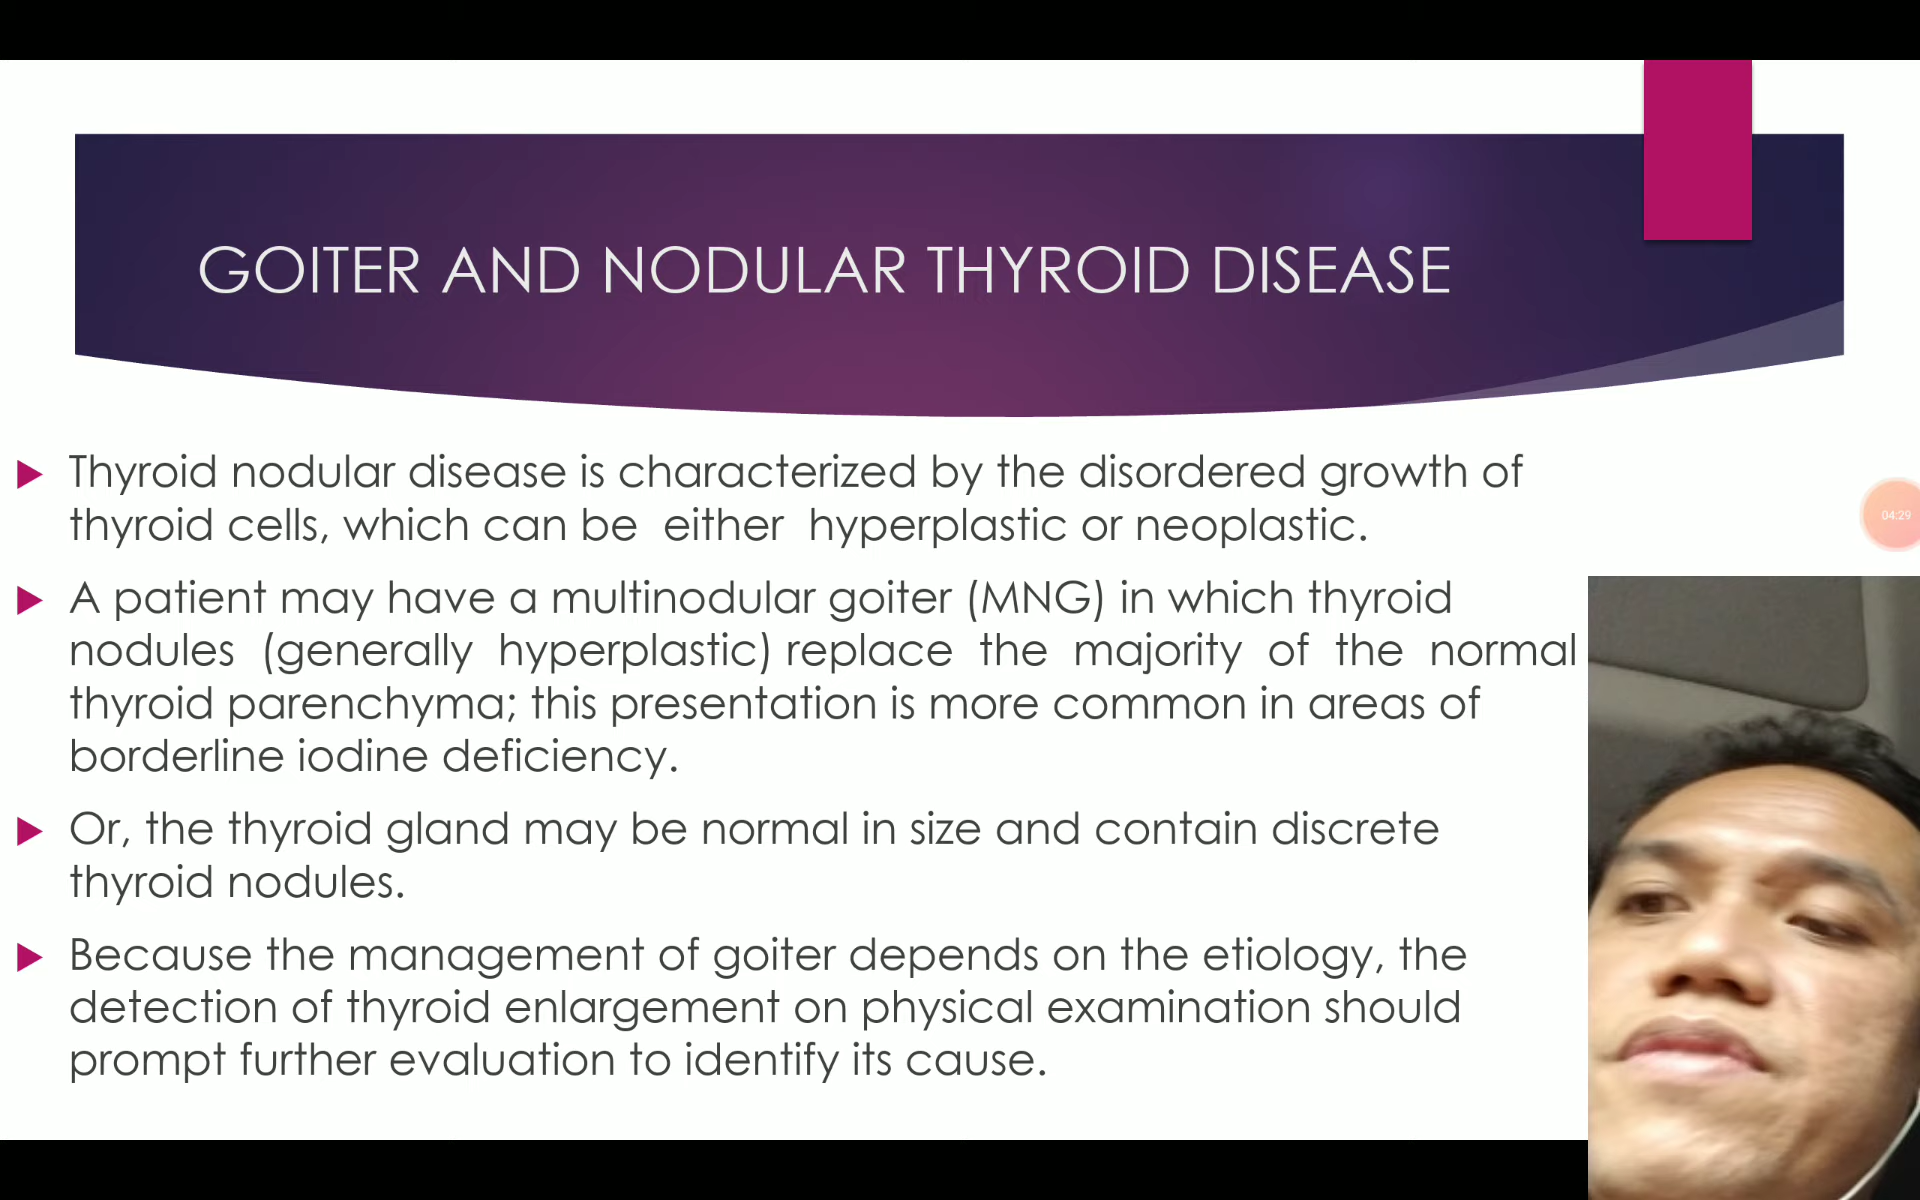 GOITER AND NODULAR THYROID DISEASE
Thyroid nodular disease is characterized by the disordered growth of
thyroid cells, which can be either hyperplastic or neoplastic.
A patient may have a multinodular goiter (MNG) in which thyroid
nodules (generally hyperplastic) replace the majority of the normal
thyroid parenchyma; this presentation is more common in areas of
borderline iodine deficiency.
Or, the thyroid gland may be normal in size and contain discrete
thyroid nodules.
Because the management of goiter depends on the etiology, the
detection of thyroid enlargement on physical examination should
prompt further evaluation to identify its cause.
04:29